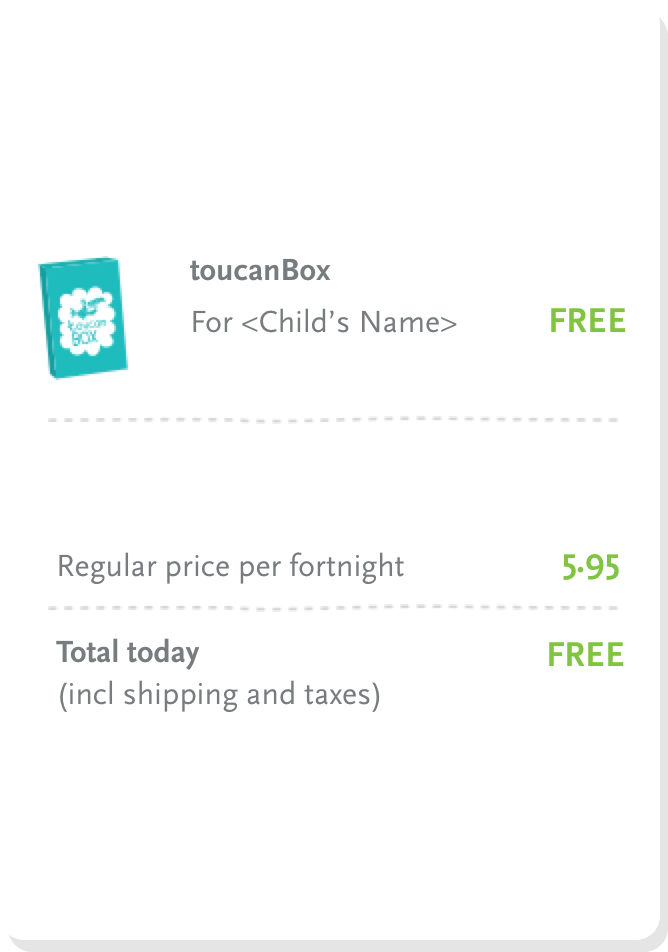 toucanBox
For <Child's Name>
FREE
toucan
BOX
Regular price per fortnight
5·95
Total today
FREE
(incl shipping and taxes)